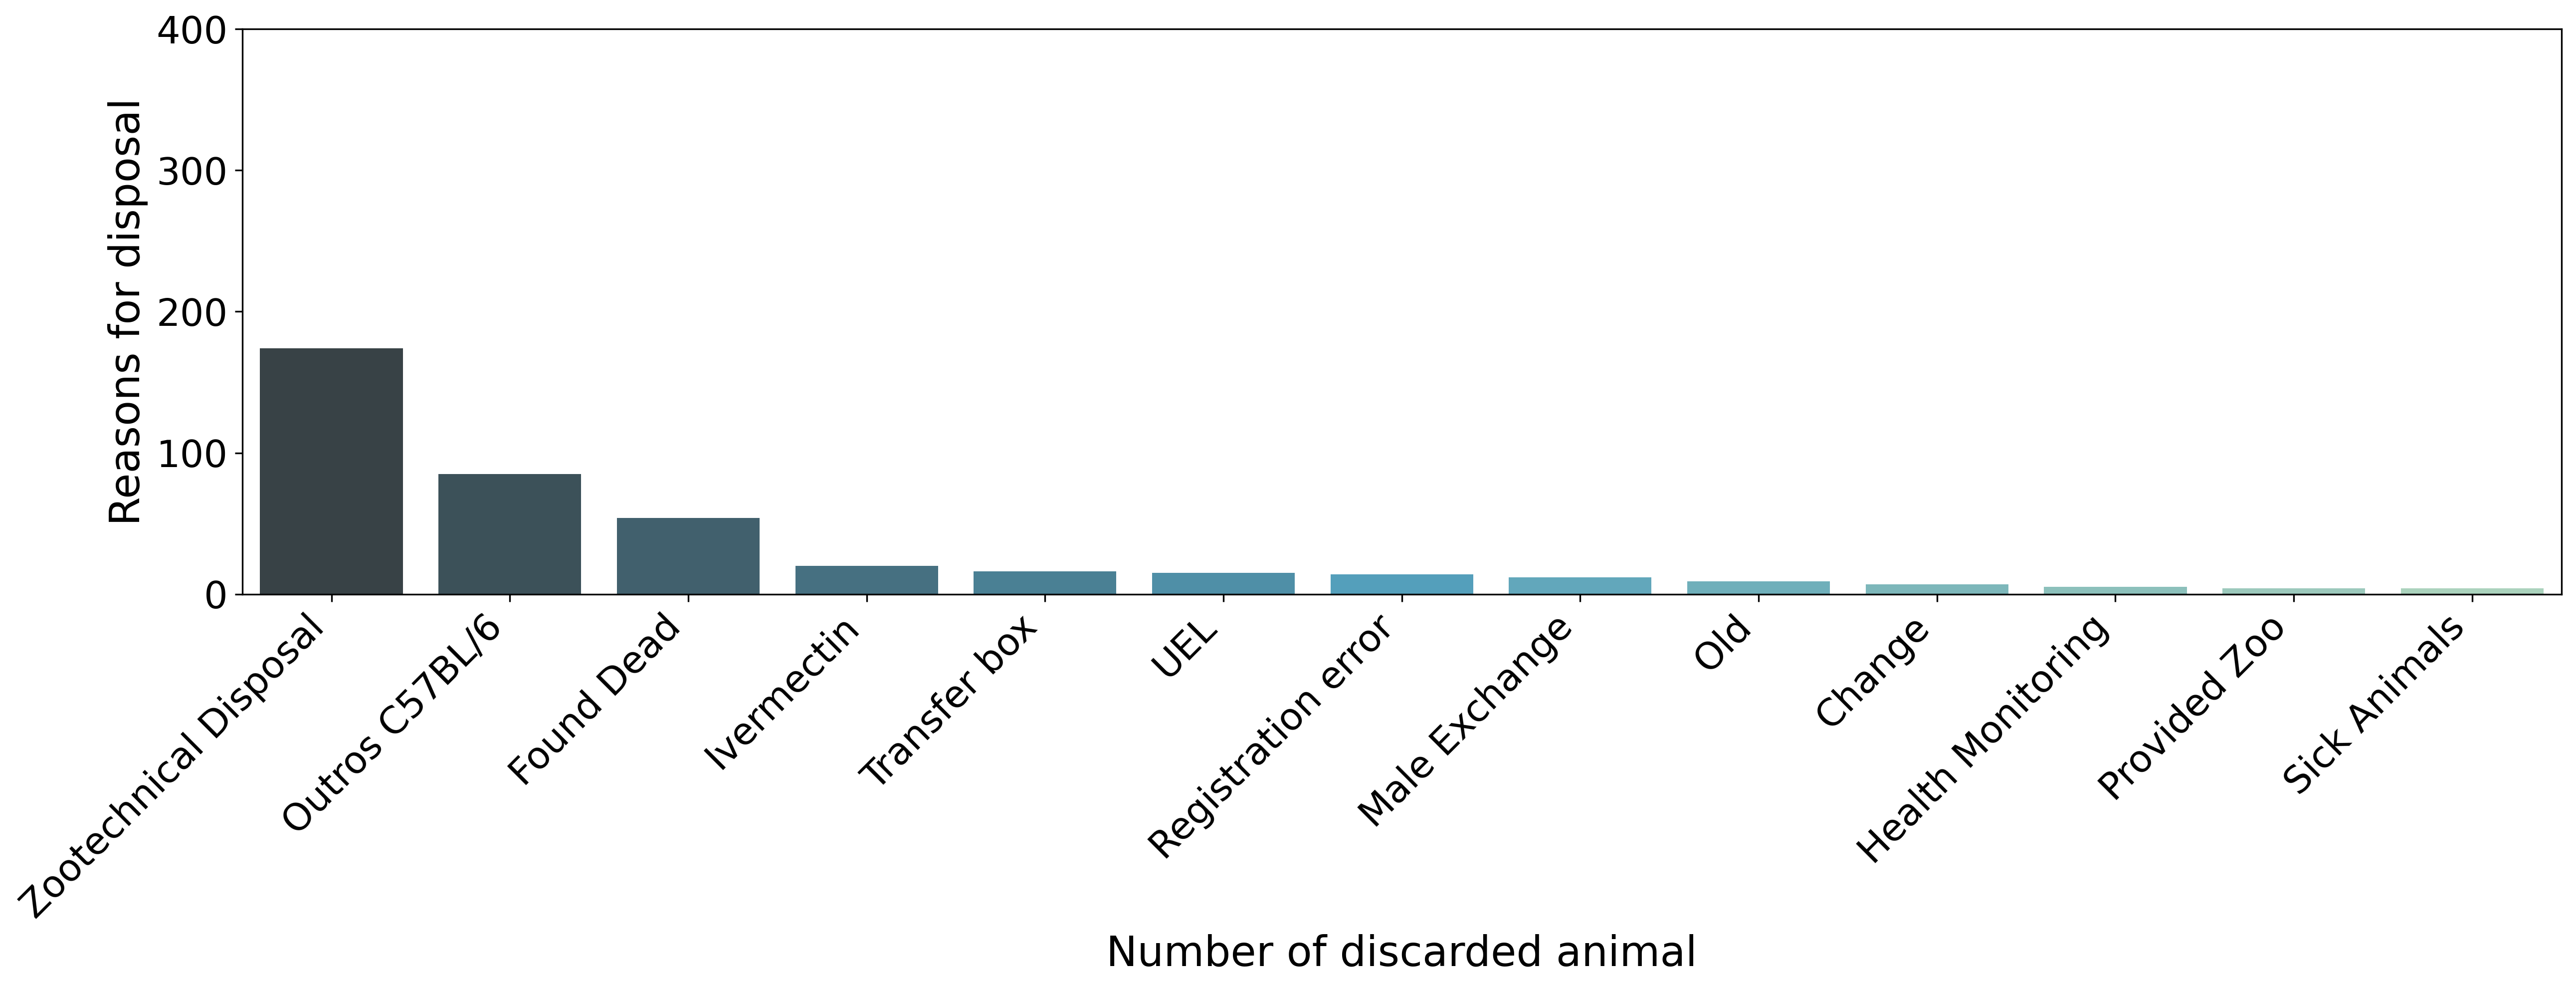 Reasons for disposal
400
300
200
100
0
Zootechnical Disposal
Outros C57BL/6
Found Dead
Ivermectin
Transfer box
UEL
Registration error
Male Exchange
Old
Change
Health Monitoring
Provided Zoo
Sick Animals
Number of discarded animal